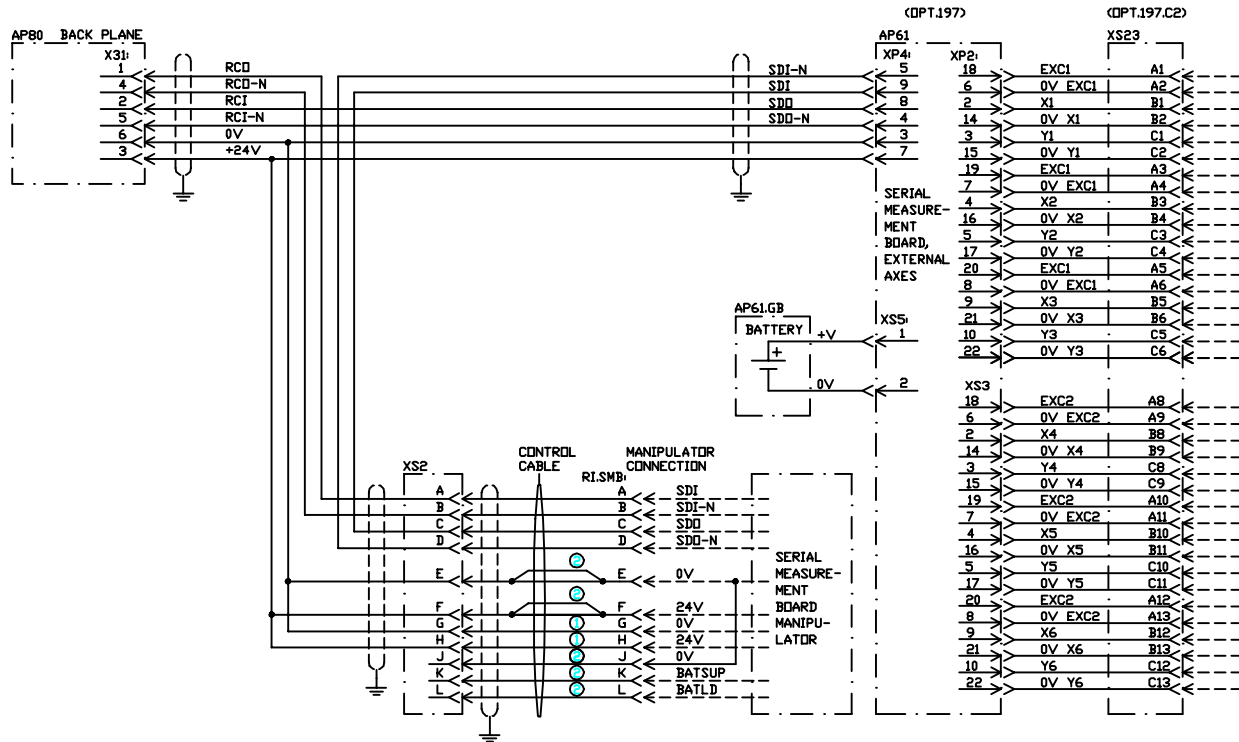 (OPT.197) (OPT.197.C2)
AP80 BACK PLANE
X31:
1 RCO
4 RCO-N
2 RCI
5 RCI-N
6 0V
3 +24V
AP61
XP4:
SDI-N 5
SDI 9
SDO 8
SDO-N 4
3
7
SERIAL
MEASURE-
MENT
BOARD,
EXTERNAL
AXES
XP2: XS23
18 EXC1 A1
6 0V EXC1 A2
2 X1 B1
14 0V X1 B2
3 Y1 C1
15 0V Y1 C2
19 EXC1 A3
7 0V EXC1 A4
4 X2 B3
16 0V X2 B4
5 Y2 C3
17 0V Y2 C4
20 EXC1 A5
8 0V EXC1 A6
9 X3 B5
21 0V X3 B6
10 Y3 C5
22 0V Y3 C6
AP61.GB
BATTERY
+
+V
0V
XS5:
1
2
XS3
18 EXC2 A8
6 0V EXC2 A9
2 X4 B8
14 0V X4 B9
3 Y4 C8
15 0V Y4 C9
19 EXC2 A10
7 0V EXC2 A11
4 X5 B10
16 0V X5 B11
5 Y5 C10
17 0V Y5 C11
20 EXC2 A12
8 0V EXC2 A13
9 X6 B12
21 0V X6 B13
10 Y6 C12
22 0V Y6 C13
XS2
CONTROL
CABLE
MANIPULATOR
CONNECTION
R1.SMB:
A A SDI
B B SDI-N
C C SDO
D D SDO-N
2
E E 0V
2
F F 24V
G 1 G 0V
H 1 H 24V
J 2 J 0V
K 2 K BATSUP
L 2 L BATLD
SERIAL
MEASURE-
MENT
BOARD
MANIPU-
LATOR